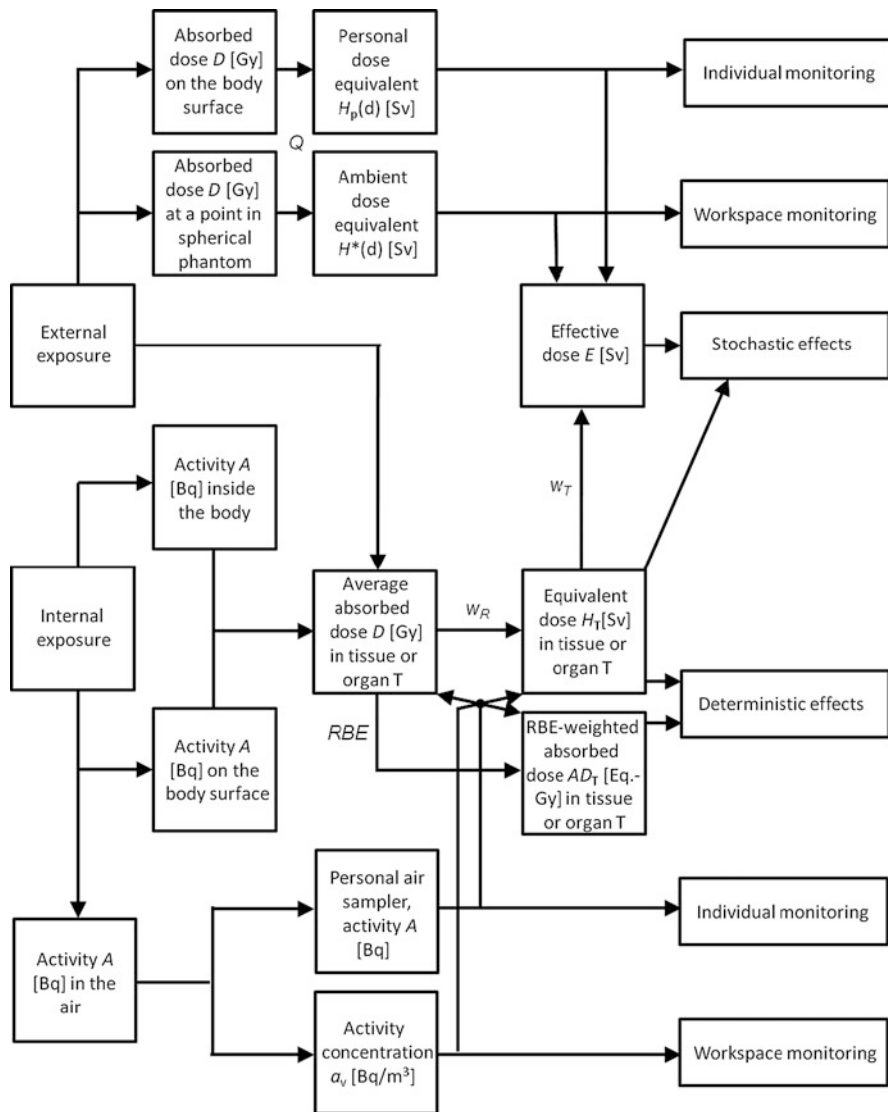 Absorbed
dose D [Gy]
on the body
surface
Personal
dose
equivalent
Hp(d) [Sv]
Individual monitoring
Q
Absorbed
dose D [Gy]
at a point in
spherical
phantom
Ambient
dose
equivalent
H*(d) [Sv]
Workspace monitoring
External
exposure
Effective
dose E [Sv]
Stochastic effects
Activity A
[Bq] inside
the body
wT
Internal
exposure
Average
absorbed
dose D [Gy]
in tissue or
organ T
wR
Equivalent
dose HT[Sv]
in tissue or
organ T
Deterministic effects
RBE
Activity A
[Bq] on the
body surface
RBE-weighted
absorbed
dose ADT [Eq.-
Gy] in tissue
or organ T
Personal air
sampler,
activity A
[Bq]
Individual monitoring
Activity A
[Bq] in the
air
Activity
concentration
av [Bq/m³]
Workspace monitoring